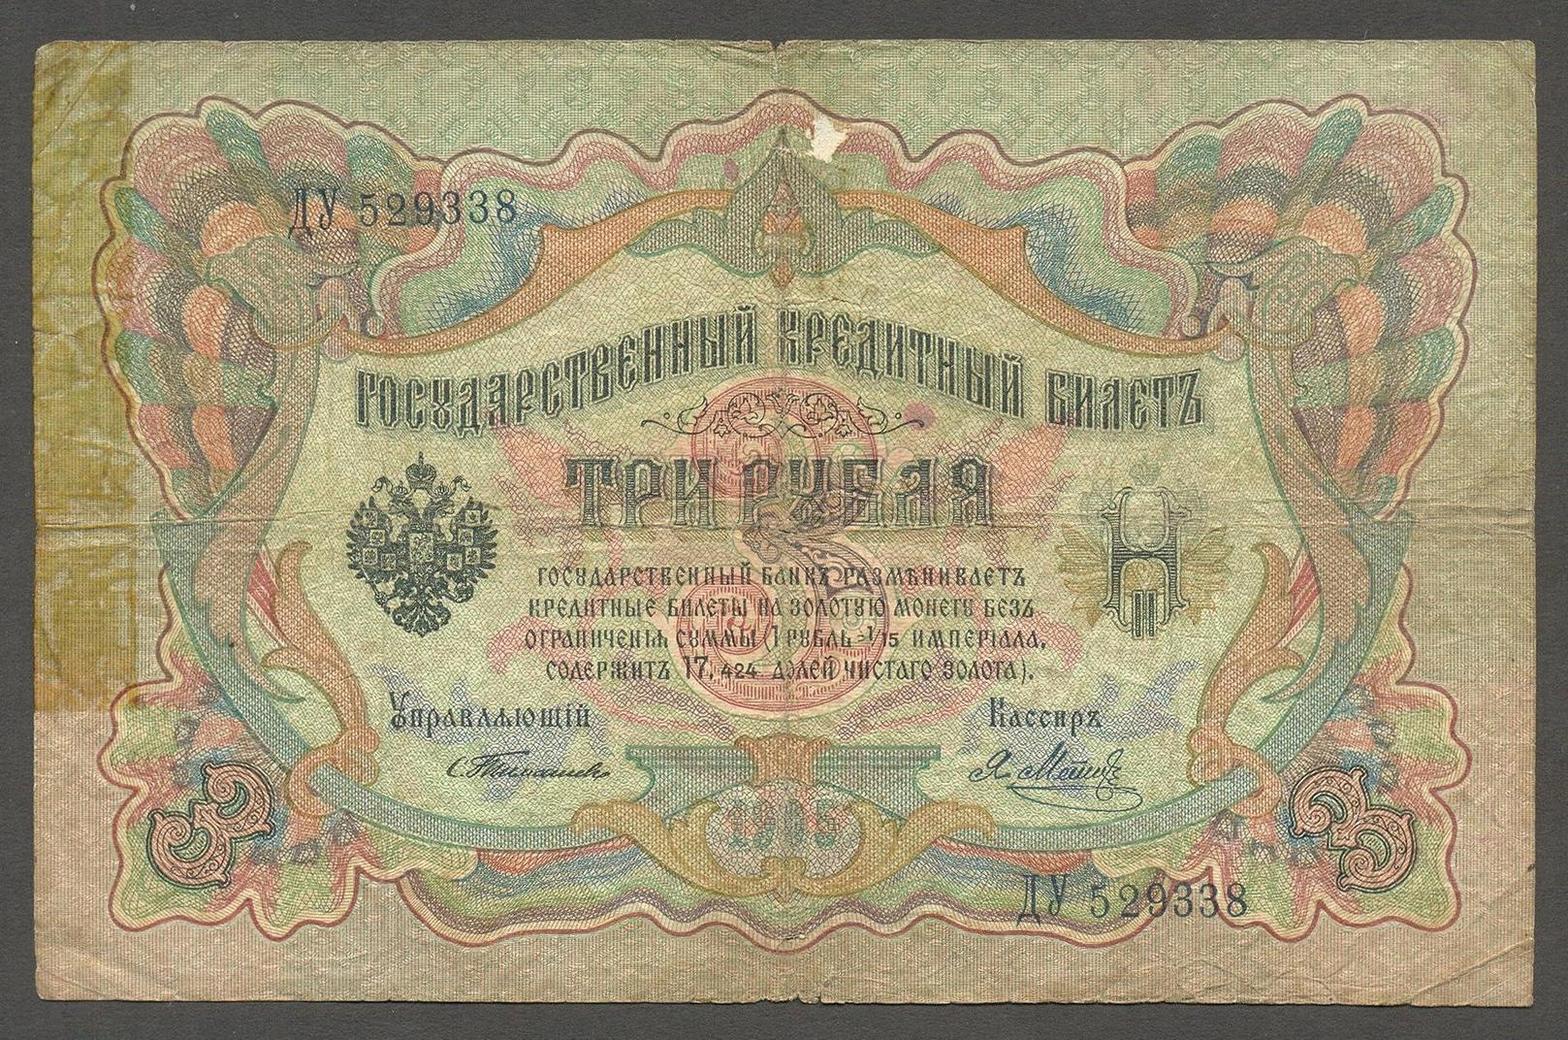 ДУ 529338
ГОСУДАРСТВЕННЫЙ КРЕДИТНЫЙ БИЛЕТЪ
3
ТРИ РУБЛЯ
ГОСУДАРСТВЕННЫЙ БАНКЪ РАЗМѢНИВАЕТЪ
КРЕДИТНЫЕ БИЛЕТЫ НА ЗОЛОТУЮ МОНЕТУ БЕЗЪ
ОГРАНИЧЕНІЯ СУММЫ (1 РУБЛЬ = 1/15 ИМПЕРІАЛА,
СОДЕРЖИТЪ 17,424 ДОЛЕЙ ЧИСТАГО ЗОЛОТА).
Управляющій Кассиръ
3 3
ДУ 529338